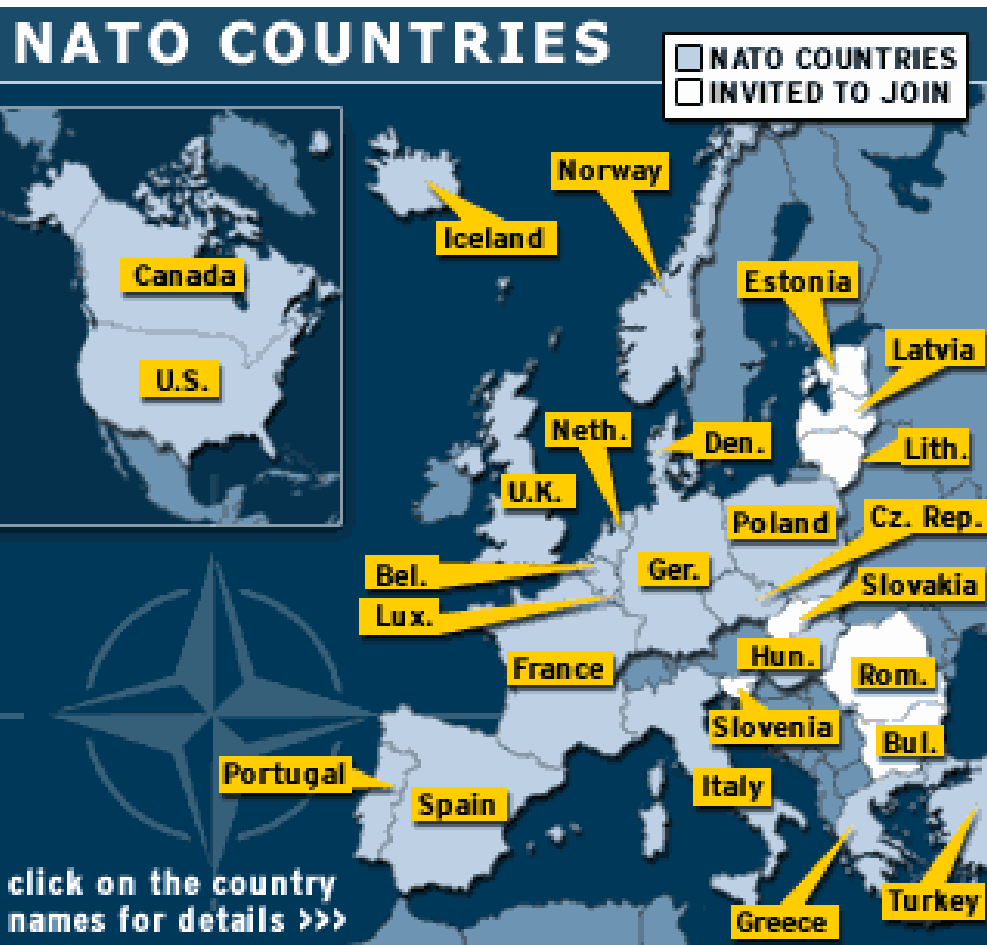 NATO COUNTRIES
NATO COUNTRIES
INVITED TO JOIN
Norway
Iceland
Canada
Estonia
Latvia
U.S.
Neth.
Den.
Lith.
U.K.
Poland
Cz. Rep.
Bel.
Ger.
Slovakia
Lux.
France
Hun.
Rom.
Slovenia
Bul.
Portugal
Spain
Italy
click on the country
names for details >>>
Turkey
Greece